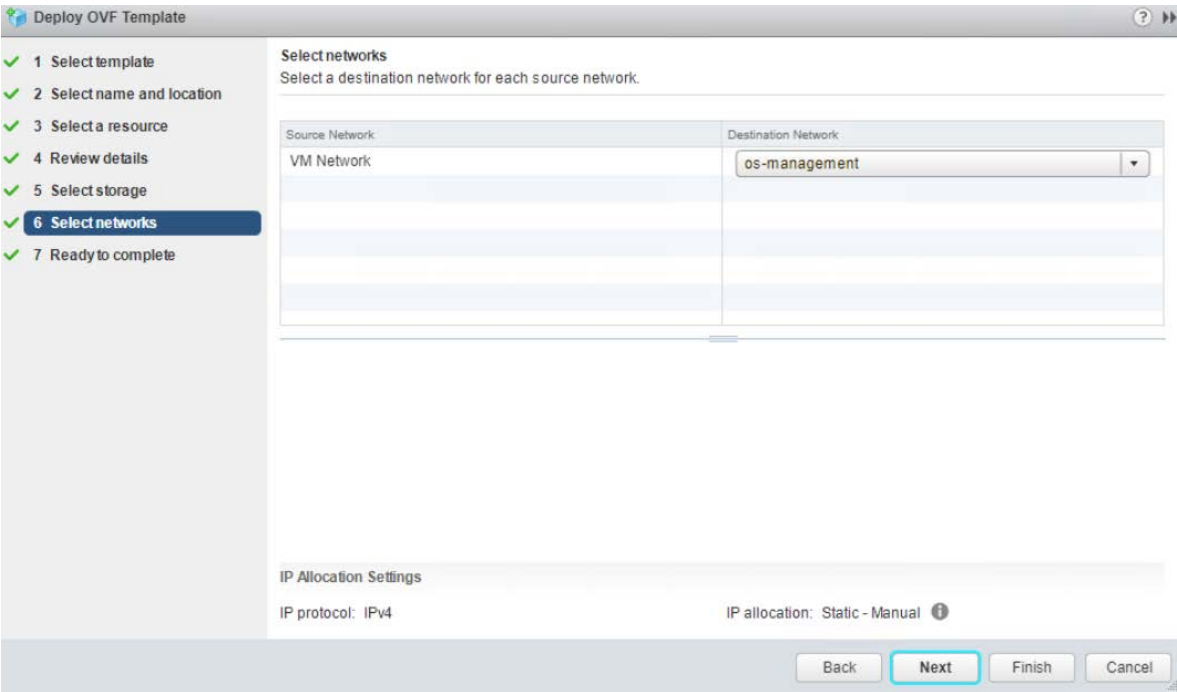 Deploy OVF Template
1 Select template
2 Select name and location
3 Select a resource
4 Review details
5 Select storage
6 Select networks
7 Ready to complete
Select networks
Select a destination network for each source network.
Source Network
Destination Network
VM Network
os-management
IP Allocation Settings
IP protocol: IPv4
IP allocation: Static - Manual
Back
Next
Finish
Cancel